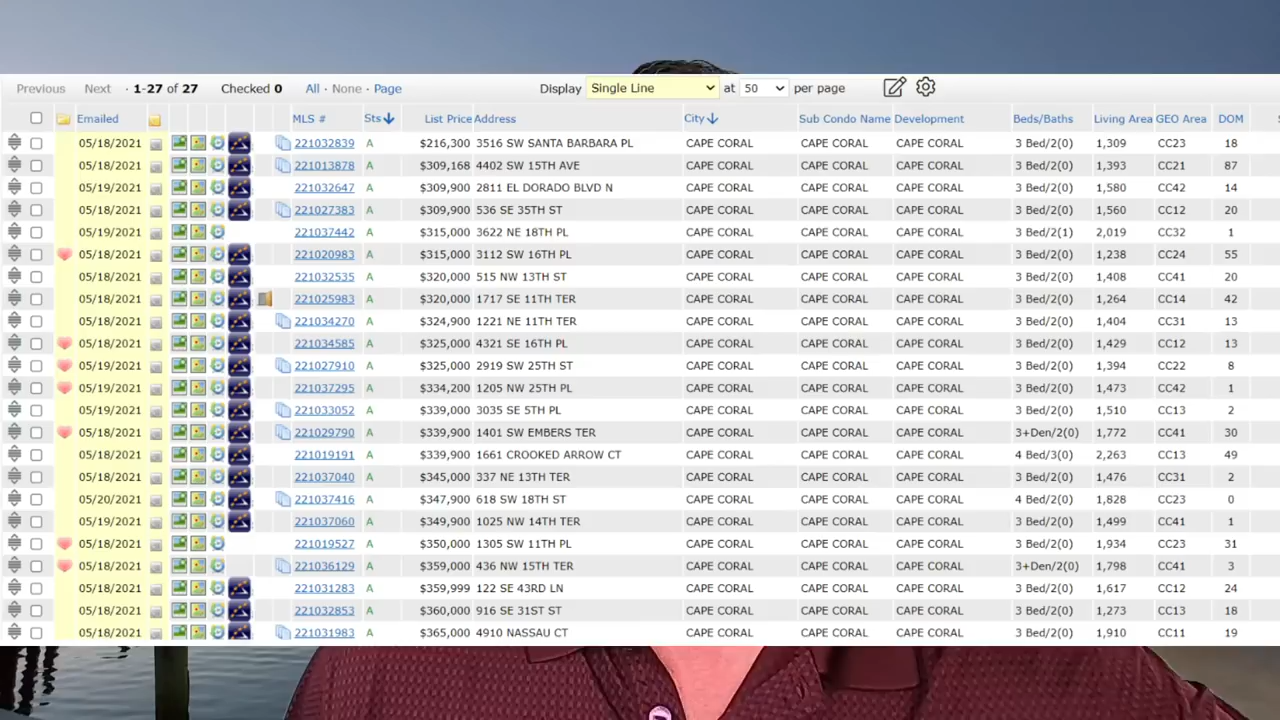 Previous Next · 1-27 of 27 Checked 0 All · None · Page Display Single Line at 50 per page
Emailed MLS # Sts List Price Address City Sub Condo Name Development Beds/Baths Living Area GEO Area DOM
05/18/2021 221032839 A $216,300 3516 SW SANTA BARBARA PL CAPE CORAL CAPE CORAL CAPE CORAL 3 Bed/2(0) 1,309 CC23 18
05/18/2021 221013878 A $309,168 4402 SW 15TH AVE CAPE CORAL CAPE CORAL CAPE CORAL 3 Bed/2(0) 1,393 CC21 87
05/19/2021 221032647 A $309,900 2811 EL DORADO BLVD N CAPE CORAL CAPE CORAL CAPE CORAL 3 Bed/2(0) 1,580 CC42 14
05/18/2021 221027383 A $309,900 536 SE 35TH ST CAPE CORAL CAPE CORAL CAPE CORAL 3 Bed/2(0) 1,560 CC12 20
05/19/2021 221037442 A $315,000 3622 NE 18TH PL CAPE CORAL CAPE CORAL CAPE CORAL 3 Bed/2(1) 2,019 CC32 1
05/18/2021 221020983 A $315,000 3112 SW 16TH PL CAPE CORAL CAPE CORAL CAPE CORAL 3 Bed/2(0) 1,238 CC24 55
05/18/2021 221032535 A $320,000 515 NW 13TH ST CAPE CORAL CAPE CORAL CAPE CORAL 3 Bed/2(0) 1,408 CC41 20
05/18/2021 221025983 A $320,000 1717 SE 11TH TER CAPE CORAL CAPE CORAL CAPE CORAL 3 Bed/2(0) 1,264 CC14 42
05/18/2021 221034270 A $324,900 1221 NE 11TH TER CAPE CORAL CAPE CORAL CAPE CORAL 3 Bed/2(0) 1,404 CC31 13
05/18/2021 221034585 A $325,000 4321 SE 16TH PL CAPE CORAL CAPE CORAL CAPE CORAL 3 Bed/2(0) 1,429 CC12 13
05/19/2021 221027910 A $325,000 2919 SW 25TH ST CAPE CORAL CAPE CORAL CAPE CORAL 3 Bed/2(0) 1,394 CC22 8
05/19/2021 221037295 A $334,200 1205 NW 25TH PL CAPE CORAL CAPE CORAL CAPE CORAL 3 Bed/2(0) 1,473 CC42 1
05/19/2021 221033052 A $339,900 3035 SE 5TH PL CAPE CORAL CAPE CORAL CAPE CORAL 3 Bed/2(0) 1,510 CC13 2
05/18/2021 221029790 A $339,900 1401 SW EMBERS TER CAPE CORAL CAPE CORAL CAPE CORAL 3+Den/2(0) 1,772 CC41 30
05/18/2021 221019191 A $339,900 1661 CROOKED ARROW CT CAPE CORAL CAPE CORAL CAPE CORAL 4 Bed/3(0) 2,263 CC13 49
05/18/2021 221037040 A $345,000 337 NE 13TH TER CAPE CORAL CAPE CORAL CAPE CORAL 3 Bed/2(0) 1,476 CC31 2
05/20/2021 221037416 A $347,900 618 SW 18TH ST CAPE CORAL CAPE CORAL CAPE CORAL 4 Bed/2(0) 1,828 CC23 0
05/19/2021 221037060 A $349,900 1025 NW 14TH TER CAPE CORAL CAPE CORAL CAPE CORAL 3 Bed/2(0) 1,499 CC41 1
05/18/2021 221019527 A $350,000 1305 SW 11TH PL CAPE CORAL CAPE CORAL CAPE CORAL 3 Bed/2(0) 1,934 CC23 31
05/18/2021 221036129 A $359,000 436 NW 15TH TER CAPE CORAL CAPE CORAL CAPE CORAL 3+Den/2(0) 1,798 CC41 3
05/18/2021 221031283 A $359,999 122 SE 43RD LN CAPE CORAL CAPE CORAL CAPE CORAL 3 Bed/2(0) 1,617 CC12 24
05/18/2021 221032853 A $360,000 916 SE 31ST ST CAPE CORAL CAPE CORAL CAPE CORAL 3 Bed/2(0) 1,273 CC13 18
05/18/2021 221031983 A $365,000 4910 NASSAU CT CAPE CORAL CAPE CORAL CAPE CORAL 3 Bed/2(0) 1,910 CC11 19